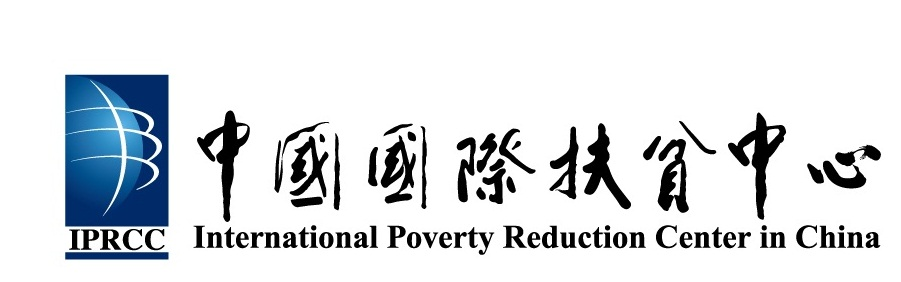 中國國際扶貧中心
IPRCC
International Poverty Reduction Center in China